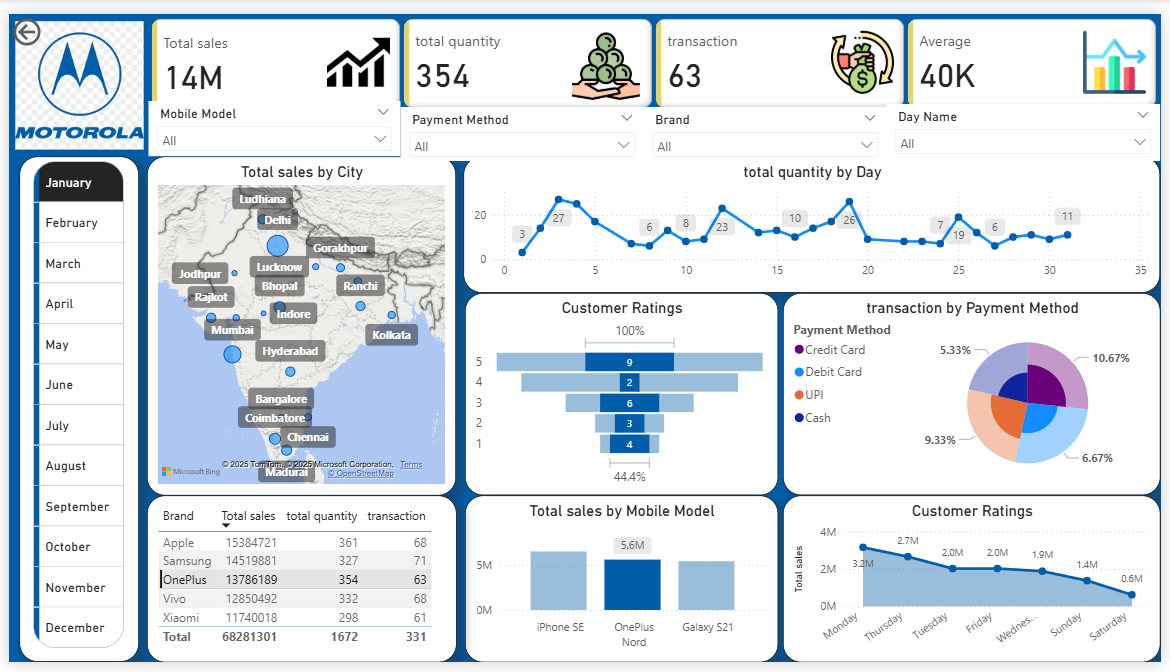 MOTOROLA
Total sales
14M
total quantity
354
transaction
63
Average
40K
Mobile Model
All
Payment Method
All
Brand
All
Day Name
All
January
February
March
April
May
June
July
August
September
October
November
December
Total sales by City
Ludhiana
Delhi
Gorakhpur
Lucknow
Jodhpur
Bhopal
Ranchi
Rajkot
Indore
Mumbai
Kolkata
Hyderabad
Bangalore
Coimbatore
Chennai
Madurai
Microsoft Bing
© 2025 TomTom, © 2025 Microsoft Corporation, Terms
© OpenStreetMap
total quantity by Day
20
0
3
27
6
8
23
10
26
7
19
6
11
0 5 10 15 20 25 30 35
Customer Ratings
100%
5 9
4 2
3 6
2 3
1 4
44.4%
transaction by Payment Method
Payment Method
Credit Card
Debit Card
UPI
Cash
5.33%
10.67%
9.33%
6.67%
Brand Total sales total quantity transaction
Apple 15384721 361 68
Samsung 14519881 327 71
OnePlus 13786189 354 63
Vivo 12850492 332 68
Xiaomi 11740018 298 61
Total 68281301 1672 331
Total sales by Mobile Model
5M
0M
5.6M
iPhone SE
OnePlus
Nord
Galaxy S21
Customer Ratings
Total sales
4M
2M
0M
3.2M
2.7M
2.0M
2.0M
1.9M
1.4M
0.6M
Monday
Thursday
Tuesday
Friday
Wednes...
Sunday
Saturday